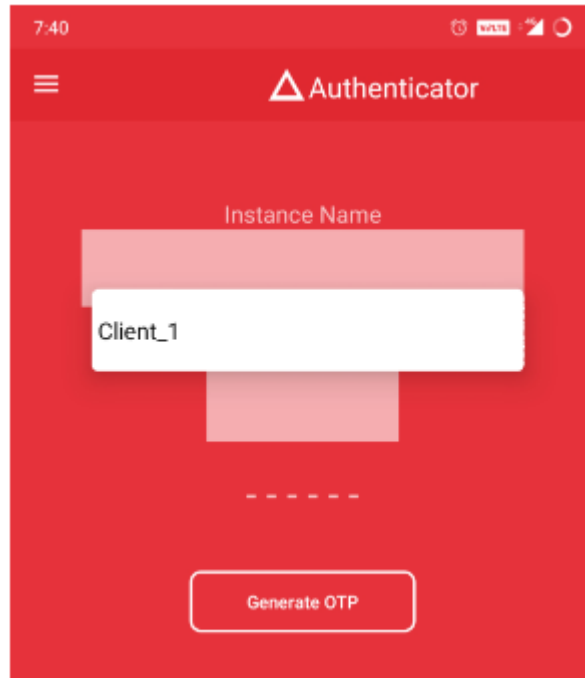 7:40
Authenticator
Instance Name
Client_1
- - - - - -
Generate OTP